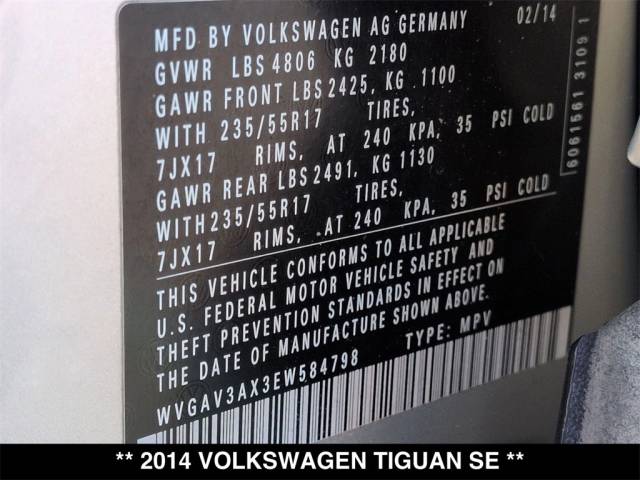 MFD BY VOLKSWAGEN AG GERMANY 02/14
GVWR LBS 4806 KG 2180
GAWR FRONT LBS 2425, KG 1100
WITH 235/55R17 TIRES,
7JX17 RIMS, AT 240 KPA, 35 PSI COLD
GAWR REAR LBS 2491, KG 1130
WITH 235/55R17 TIRES,
7JX17 RIMS, AT 240 KPA, 35 PSI COLD
THIS VEHICLE CONFORMS TO ALL APPLICABLE
U.S. FEDERAL MOTOR VEHICLE SAFETY AND
THEFT PREVENTION STANDARDS IN EFFECT ON
THE DATE OF MANUFACTURE SHOWN ABOVE.
WVGAV3AX3EW584798 TYPE: MPV
6061561 3109 1
** 2014 VOLKSWAGEN TIGUAN SE **